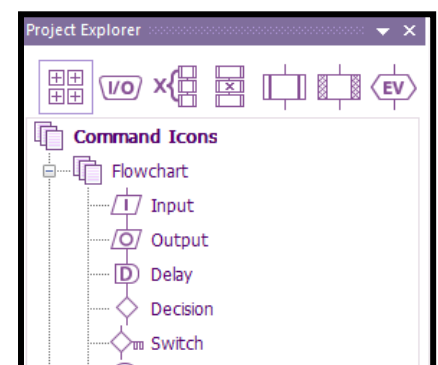 Project Explorer
I/O X EV
Command Icons
Flowchart
I Input
O Output
D Delay
Decision
Switch